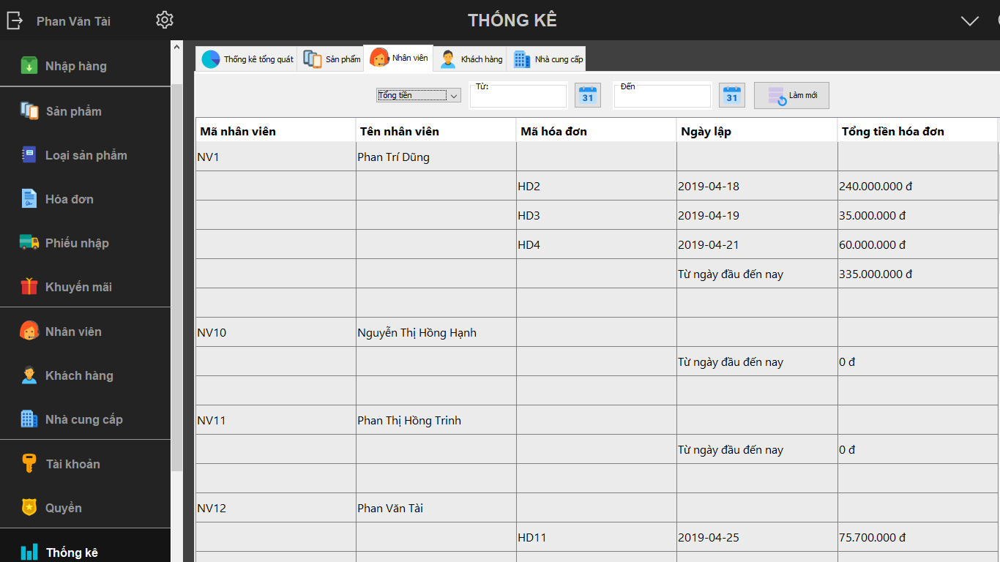 Phan Văn Tài
THỐNG KÊ
Nhập hàng
Sản phẩm
Loại sản phẩm
Hóa đơn
Phiếu nhập
Khuyến mãi
Nhân viên
Khách hàng
Nhà cung cấp
Tài khoản
Quyền
Thống kê
Thống kê tổng quát Sản phẩm Nhân viên Khách hàng Nhà cung cấp
Tổng tiền Từ: 31 Đến 31 Làm mới
Mã nhân viên Tên nhân viên Mã hóa đơn Ngày lập Tổng tiền hóa đơn
NV1 Phan Trí Dũng
HD2 2019-04-18 240.000.000 đ
HD3 2019-04-19 35.000.000 đ
HD4 2019-04-21 60.000.000 đ
Từ ngày đầu đến nay 335.000.000 đ
NV10 Nguyễn Thị Hồng Hạnh
Từ ngày đầu đến nay 0 đ
NV11 Phan Thị Hồng Trinh
Từ ngày đầu đến nay 0 đ
NV12 Phan Văn Tài
HD11 2019-04-25 75.700.000 đ